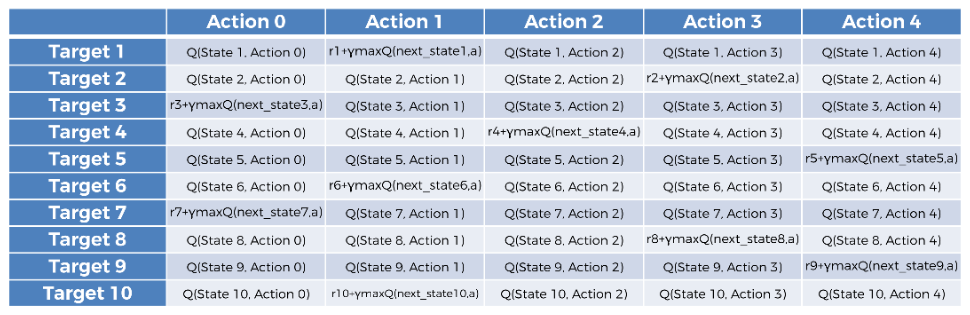 Action 0 Action 1 Action 2 Action 3 Action 4
Target 1 Q(State 1, Action 0) r1+γmaxQ(next_state1,a) Q(State 1, Action 2) Q(State 1, Action 3) Q(State 1, Action 4)
Target 2 Q(State 2, Action 0) Q(State 2, Action 1) Q(State 2, Action 2) r2+γmaxQ(next_state2,a) Q(State 2, Action 4)
Target 3 r3+γmaxQ(next_state3,a) Q(State 3, Action 1) Q(State 3, Action 2) Q(State 3, Action 3) Q(State 3, Action 4)
Target 4 Q(State 4, Action 0) Q(State 4, Action 1) r4+γmaxQ(next_state4,a) Q(State 4, Action 3) Q(State 4, Action 4)
Target 5 Q(State 5, Action 0) Q(State 5, Action 1) Q(State 5, Action 2) Q(State 5, Action 3) r5+γmaxQ(next_state5,a)
Target 6 Q(State 6, Action 0) r6+γmaxQ(next_state6,a) Q(State 6, Action 2) Q(State 6, Action 3) Q(State 6, Action 4)
Target 7 r7+γmaxQ(next_state7,a) Q(State 7, Action 1) Q(State 7, Action 2) Q(State 7, Action 3) Q(State 7, Action 4)
Target 8 Q(State 8, Action 0) Q(State 8, Action 1) Q(State 8, Action 2) r8+γmaxQ(next_state8,a) Q(State 8, Action 4)
Target 9 Q(State 9, Action 0) Q(State 9, Action 1) Q(State 9, Action 2) Q(State 9, Action 3) r9+γmaxQ(next_state9,a)
Target 10 Q(State 10, Action 0) r10+γmaxQ(next_state10,a) Q(State 10, Action 2) Q(State 10, Action 3) Q(State 10, Action 4)